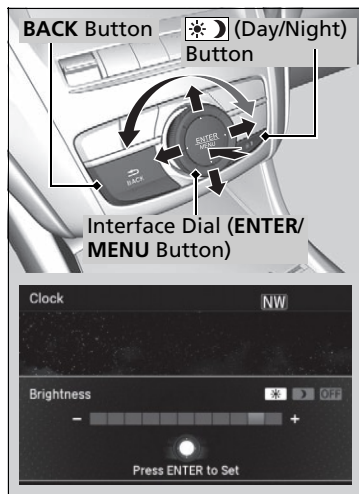 BACK Button
(Day/Night)
Button
ENTER
MENU
BACK
Interface Dial (ENTER/
MENU Button)
Clock
NW
Brightness
OFF
- +
Press ENTER to Set